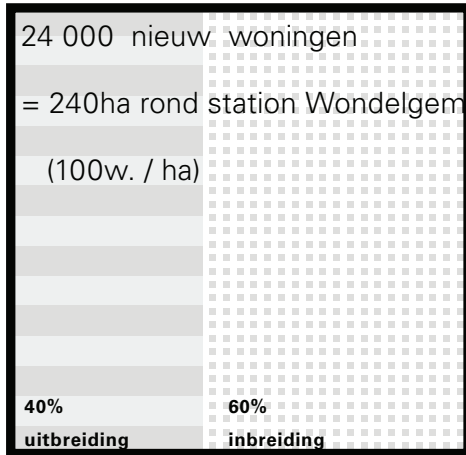 24 000 nieuw woningen
= 240ha rond station Wondelgem
(100w. / ha)
40% 60%
uitbreiding inbreiding